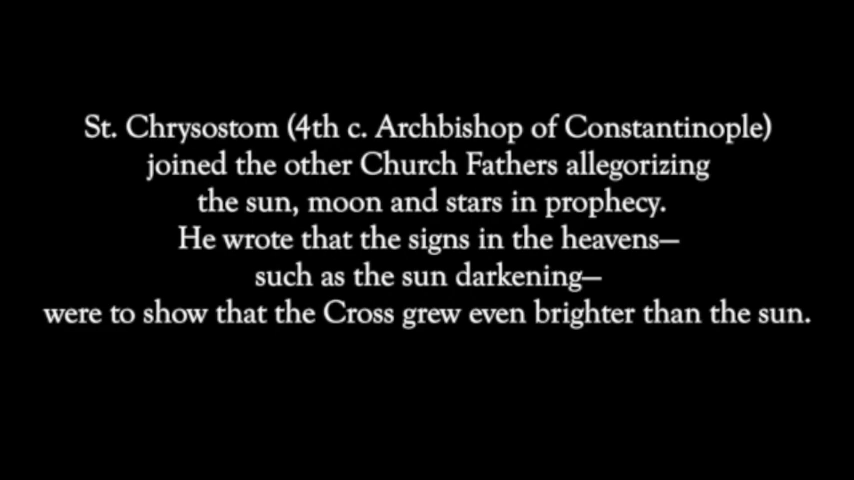 St. Chrysostom (4th c. Archbishop of Constantinople)
joined the other Church Fathers allegorizing
the sun, moon and stars in prophecy.
He wrote that the signs in the heavens—
such as the sun darkening—
were to show that the Cross grew even brighter than the sun.